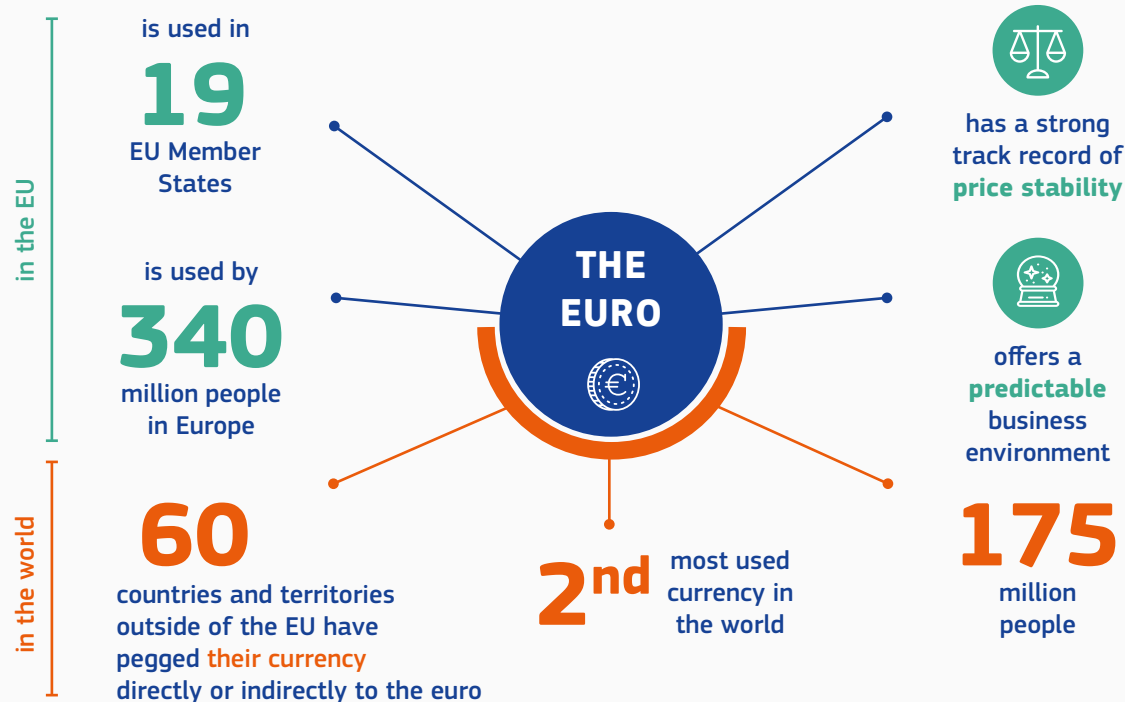 in the EU
is used in
19
EU Member
States
is used by
340
million people
in Europe
THE
EURO
€
has a strong
track record of
price stability
offers a
predictable
business
environment
in the world
60
countries and territories
outside of the EU have
pegged their currency
directly or indirectly to the euro
2nd
most used
currency in
the world
175
million
people